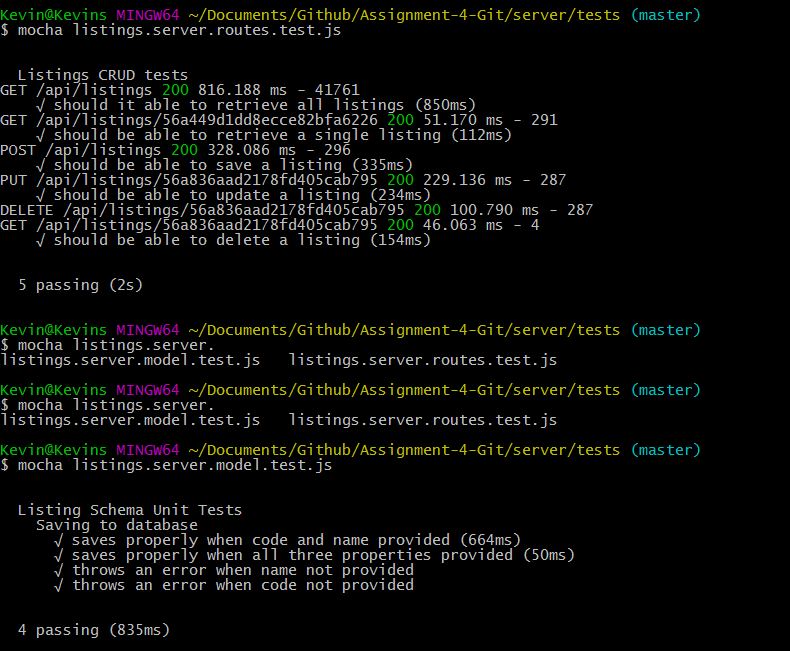 Kevin@Kevins MINGW64 ~/Documents/Github/Assignment-4-Git/server/tests (master)
$ mocha listings.server.routes.test.js
Listings CRUD tests
GET /api/listings 200 816.188 ms - 41761
√ should it able to retrieve all listings (850ms)
GET /api/listings/56a449d1dd8ecce82bfa6226 200 51.170 ms - 291
√ should be able to retrieve a single listing (112ms)
POST /api/listings 200 328.086 ms - 296
√ should be able to save a listing (335ms)
PUT /api/listings/56a836aad2178fd405cab795 200 229.136 ms - 287
√ should be able to update a listing (234ms)
DELETE /api/listings/56a836aad2178fd405cab795 200 100.790 ms - 287
GET /api/listings/56a836aad2178fd405cab795 200 46.063 ms - 4
√ should be able to delete a listing (154ms)
5 passing (2s)
Kevin@Kevins MINGW64 ~/Documents/Github/Assignment-4-Git/server/tests (master)
$ mocha listings.server.
listings.server.model.test.js   listings.server.routes.test.js
Kevin@Kevins MINGW64 ~/Documents/Github/Assignment-4-Git/server/tests (master)
$ mocha listings.server.
listings.server.model.test.js   listings.server.routes.test.js
Kevin@Kevins MINGW64 ~/Documents/Github/Assignment-4-Git/server/tests (master)
$ mocha listings.server.model.test.js
Listing Schema Unit Tests
Saving to database
√ saves properly when code and name provided (664ms)
√ saves properly when all three properties provided (50ms)
√ throws an error when name not provided
√ throws an error when code not provided
4 passing (835ms)